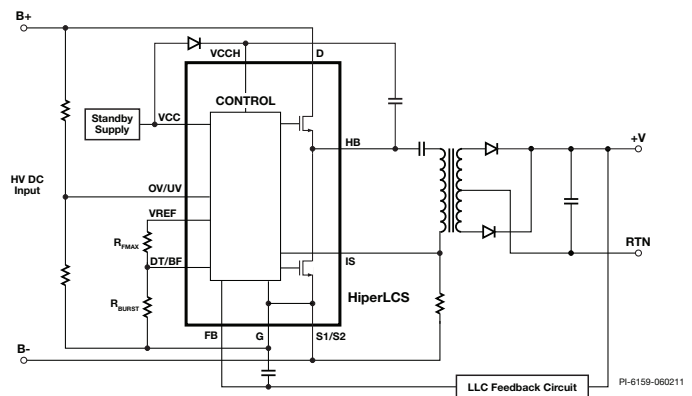 B+
VCCH
D
CONTROL
Standby
Supply
VCC
HB
+V
HV DC
Input
OV/UV
VREF
RFMAX
IS
RTN
DT/BF
HiperLCS
RBURST
FB
G
S1/S2
B-
LLC Feedback Circuit
PI-6159-060211